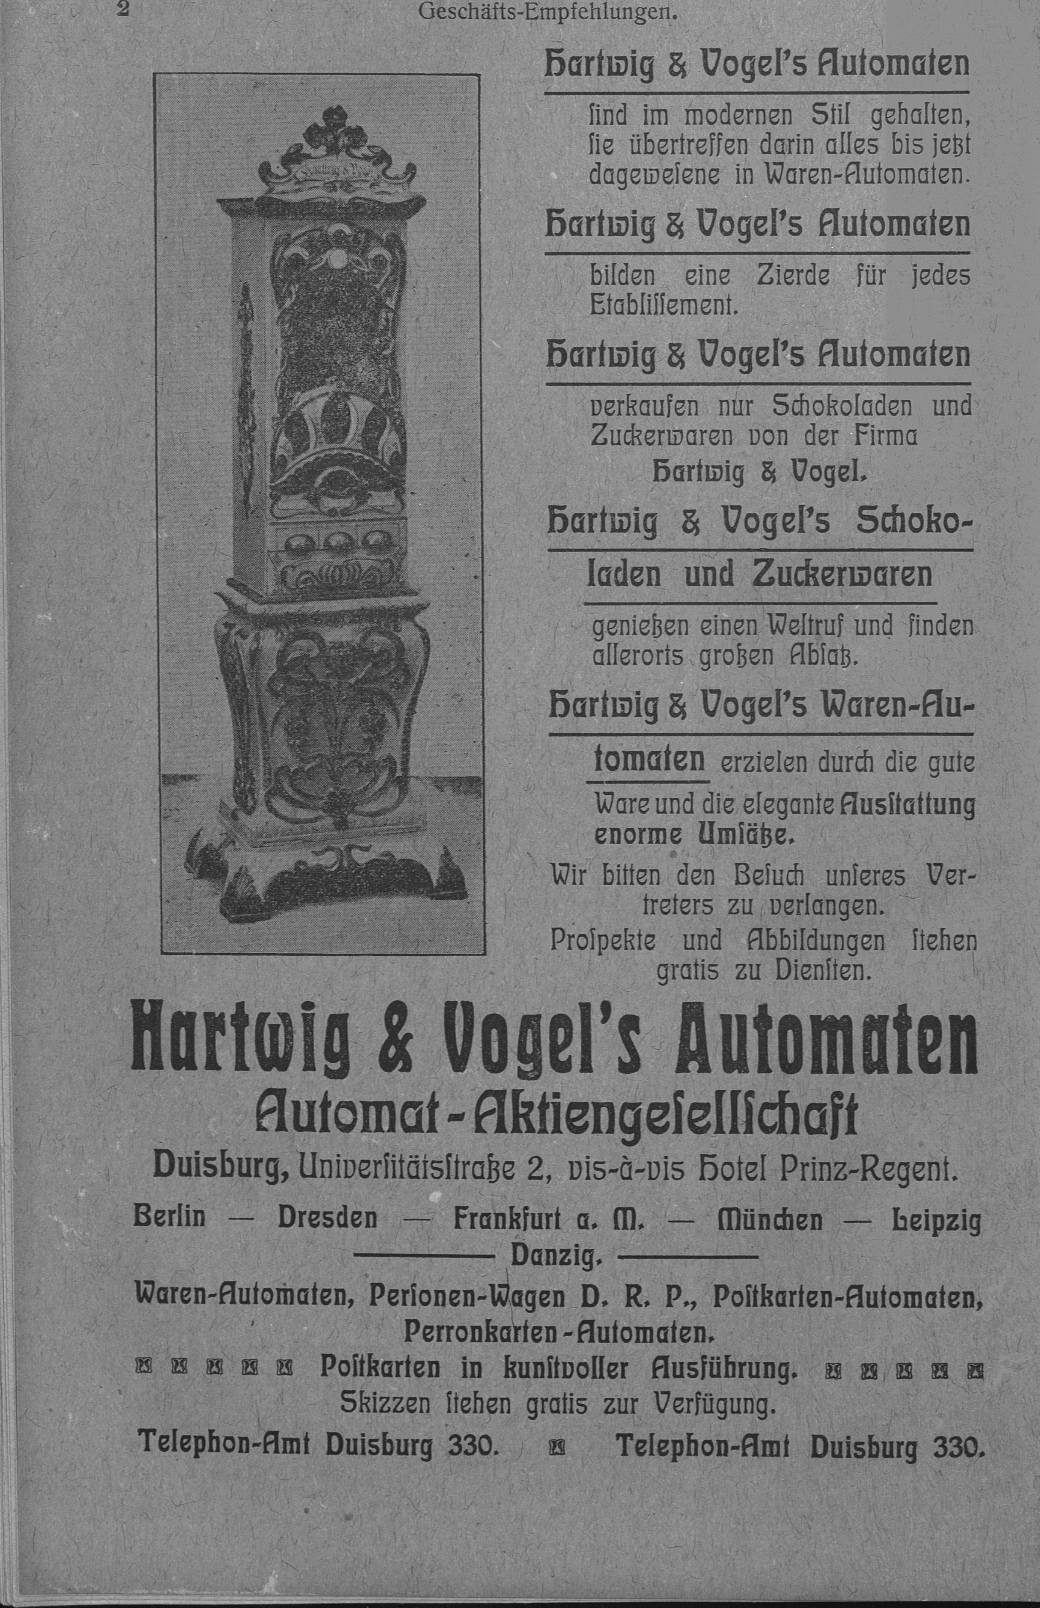 2
Geschäfts-Empfehlungen.
Hartwig & Vogel's Automaten
ſind im modernen Stil gehalten,
ſie übertreffen darin alles bis jetzt
dageweſene in Waren-Automaten.
Hartwig & Vogel's Automaten
bilden eine Zierde für jedes
Etabliſſement.
Hartwig & Vogel's Automaten
verkaufen nur Schokoladen und
Zuckerwaren von der Firma
Hartwig & Vogel.
Hartwig & Vogel's Schoko-
laden und Zuckerwaren
genießen einen Weltruf und finden
allerorts großen Abſatz.
Hartwig & Vogel's Waren-Au-
tomaten erzielen durch die gute
Ware und die elegante Ausſtattung
enorme Umſätze.
Wir bitten den Beſuch unſeres Ver-
treters zu verlangen.
Proſpekte und Abbildungen ſtehen
gratis zu Dienſten.
Hartwig & Vogel's Automaten
Automat-Aktiengeſellſchaft
Duisburg, Univerſitätsſtraße 2, vis-à-vis Hotel Prinz-Regent.
Berlin — Dresden — Frankfurt a. M. — München — Leipzig
— Danzig. —
Waren-Automaten, Perſonen-Wagen D. R. P., Poſtkarten-Automaten,
Perronkarten-Automaten.
Poſtkarten in kunſtvoller Ausführung.
Skizzen ſtehen gratis zur Verfügung.
Telephon-Amt Duisburg 330. Telephon-Amt Duisburg 330.